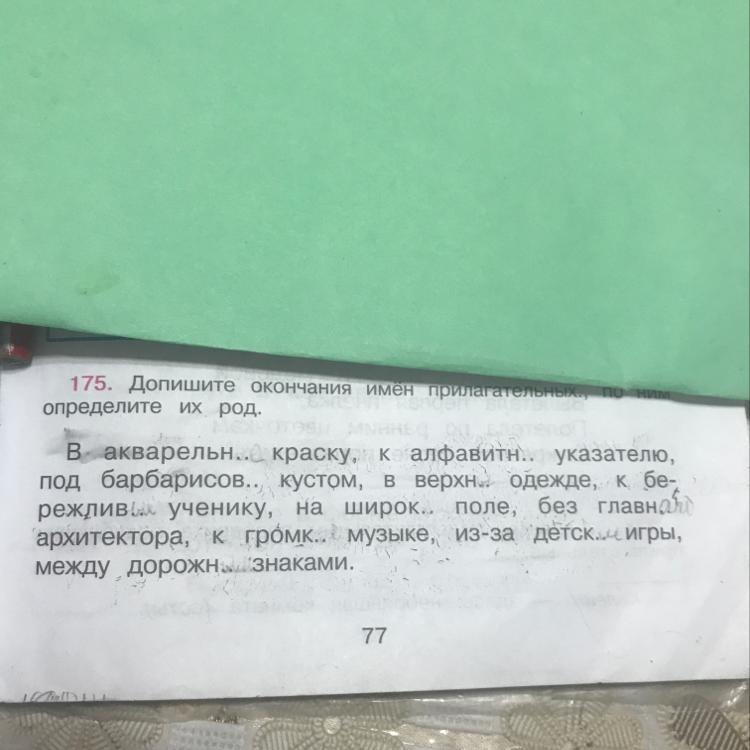 175. Допишите окончания имён прилагательных, по ним
определите их род.
В акварельн.. краску, к алфавитн.. указателю,
под барбарисов.. кустом, в верхн.. одежде, к бе-
режлив.. ученику, на широк.. поле, без главн
архитектора, к громк.. музыке, из-за детск.. игры,
между дорожн.. знаками.
77